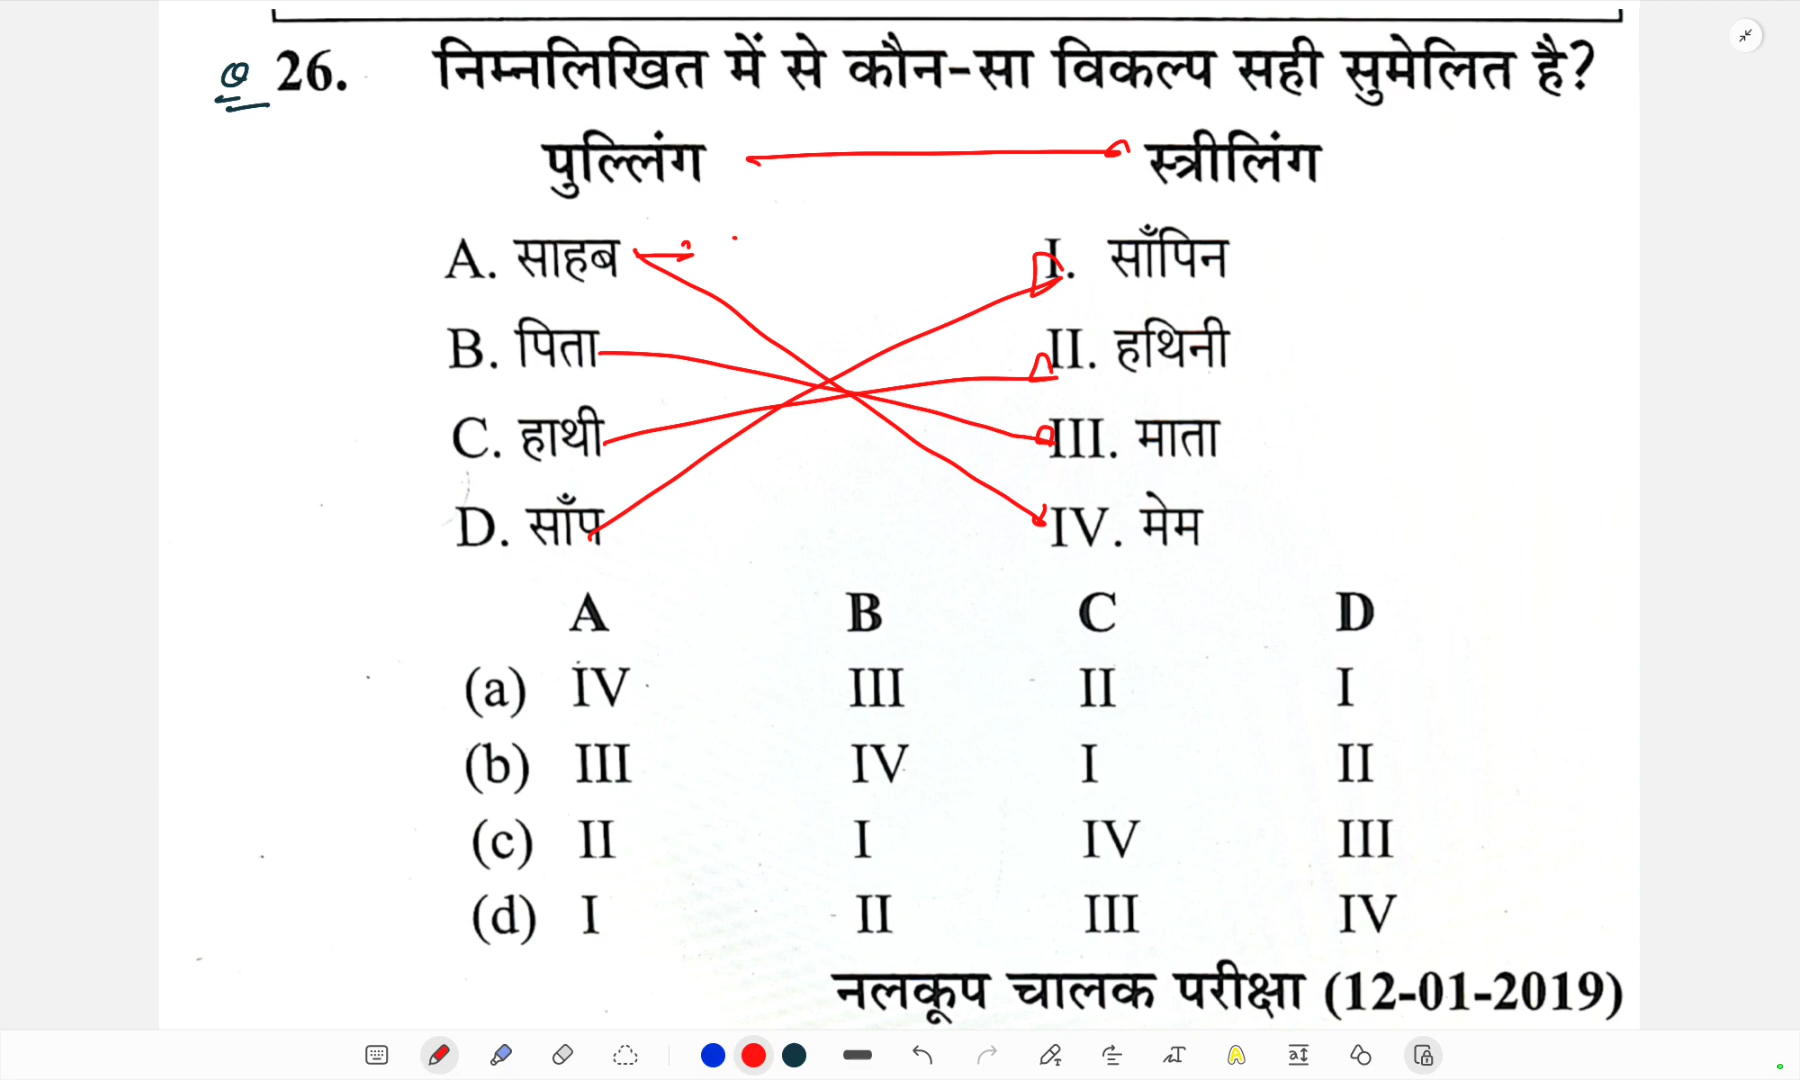 Q 26. निम्नलिखित में से कौन-सा विकल्प सही सुमेलित है?
पुल्लिंग स्त्रीलिंग
A. साहब I. साँपिन
B. पिता II. हथिनी
C. हाथी III. माता
D. साँप IV. मेम
A B C D
(a) IV III II I
(b) III IV I II
(c) II I IV III
(d) I II III IV
नलकूप चालक परीक्षा (12-01-2019)